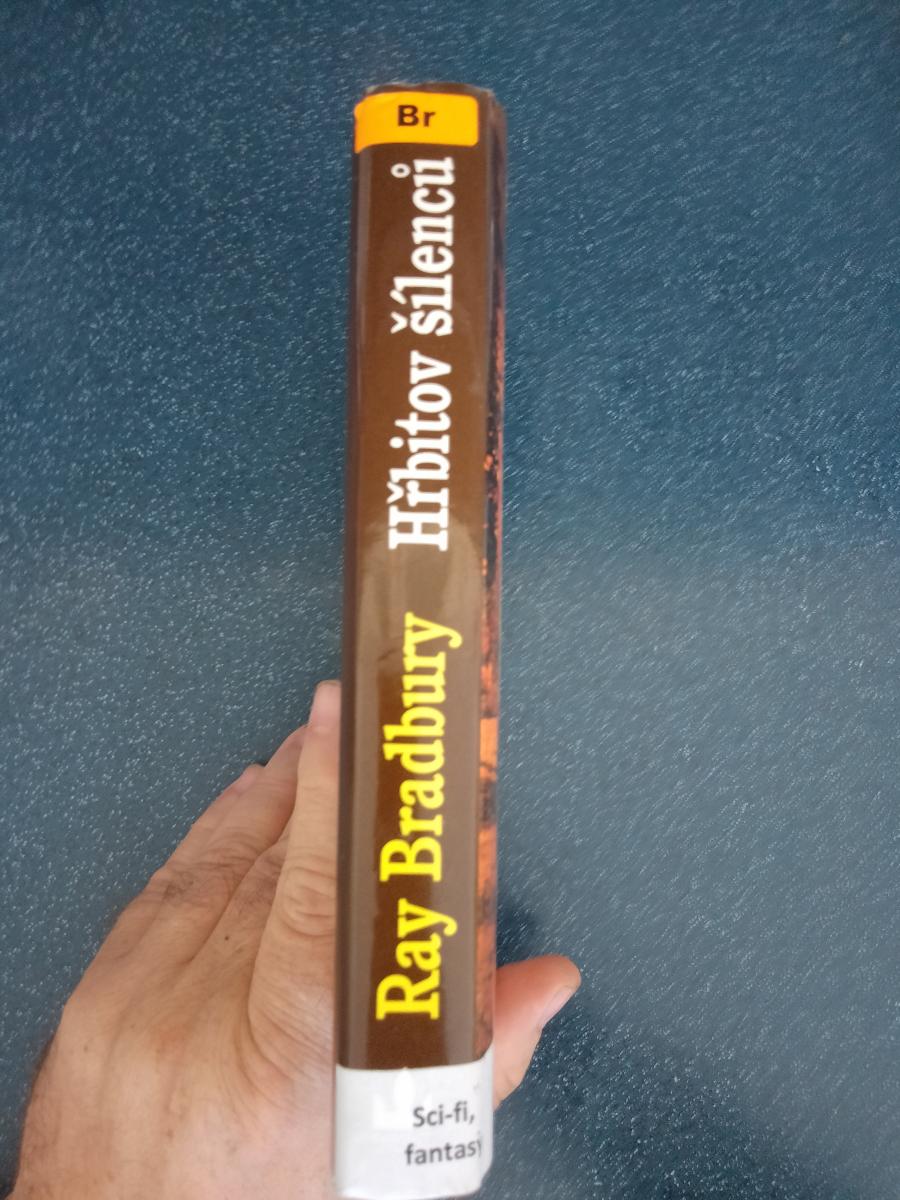 Br
Ray Bradbury Hřbitov šílenců
Sci-fi,
fantasy